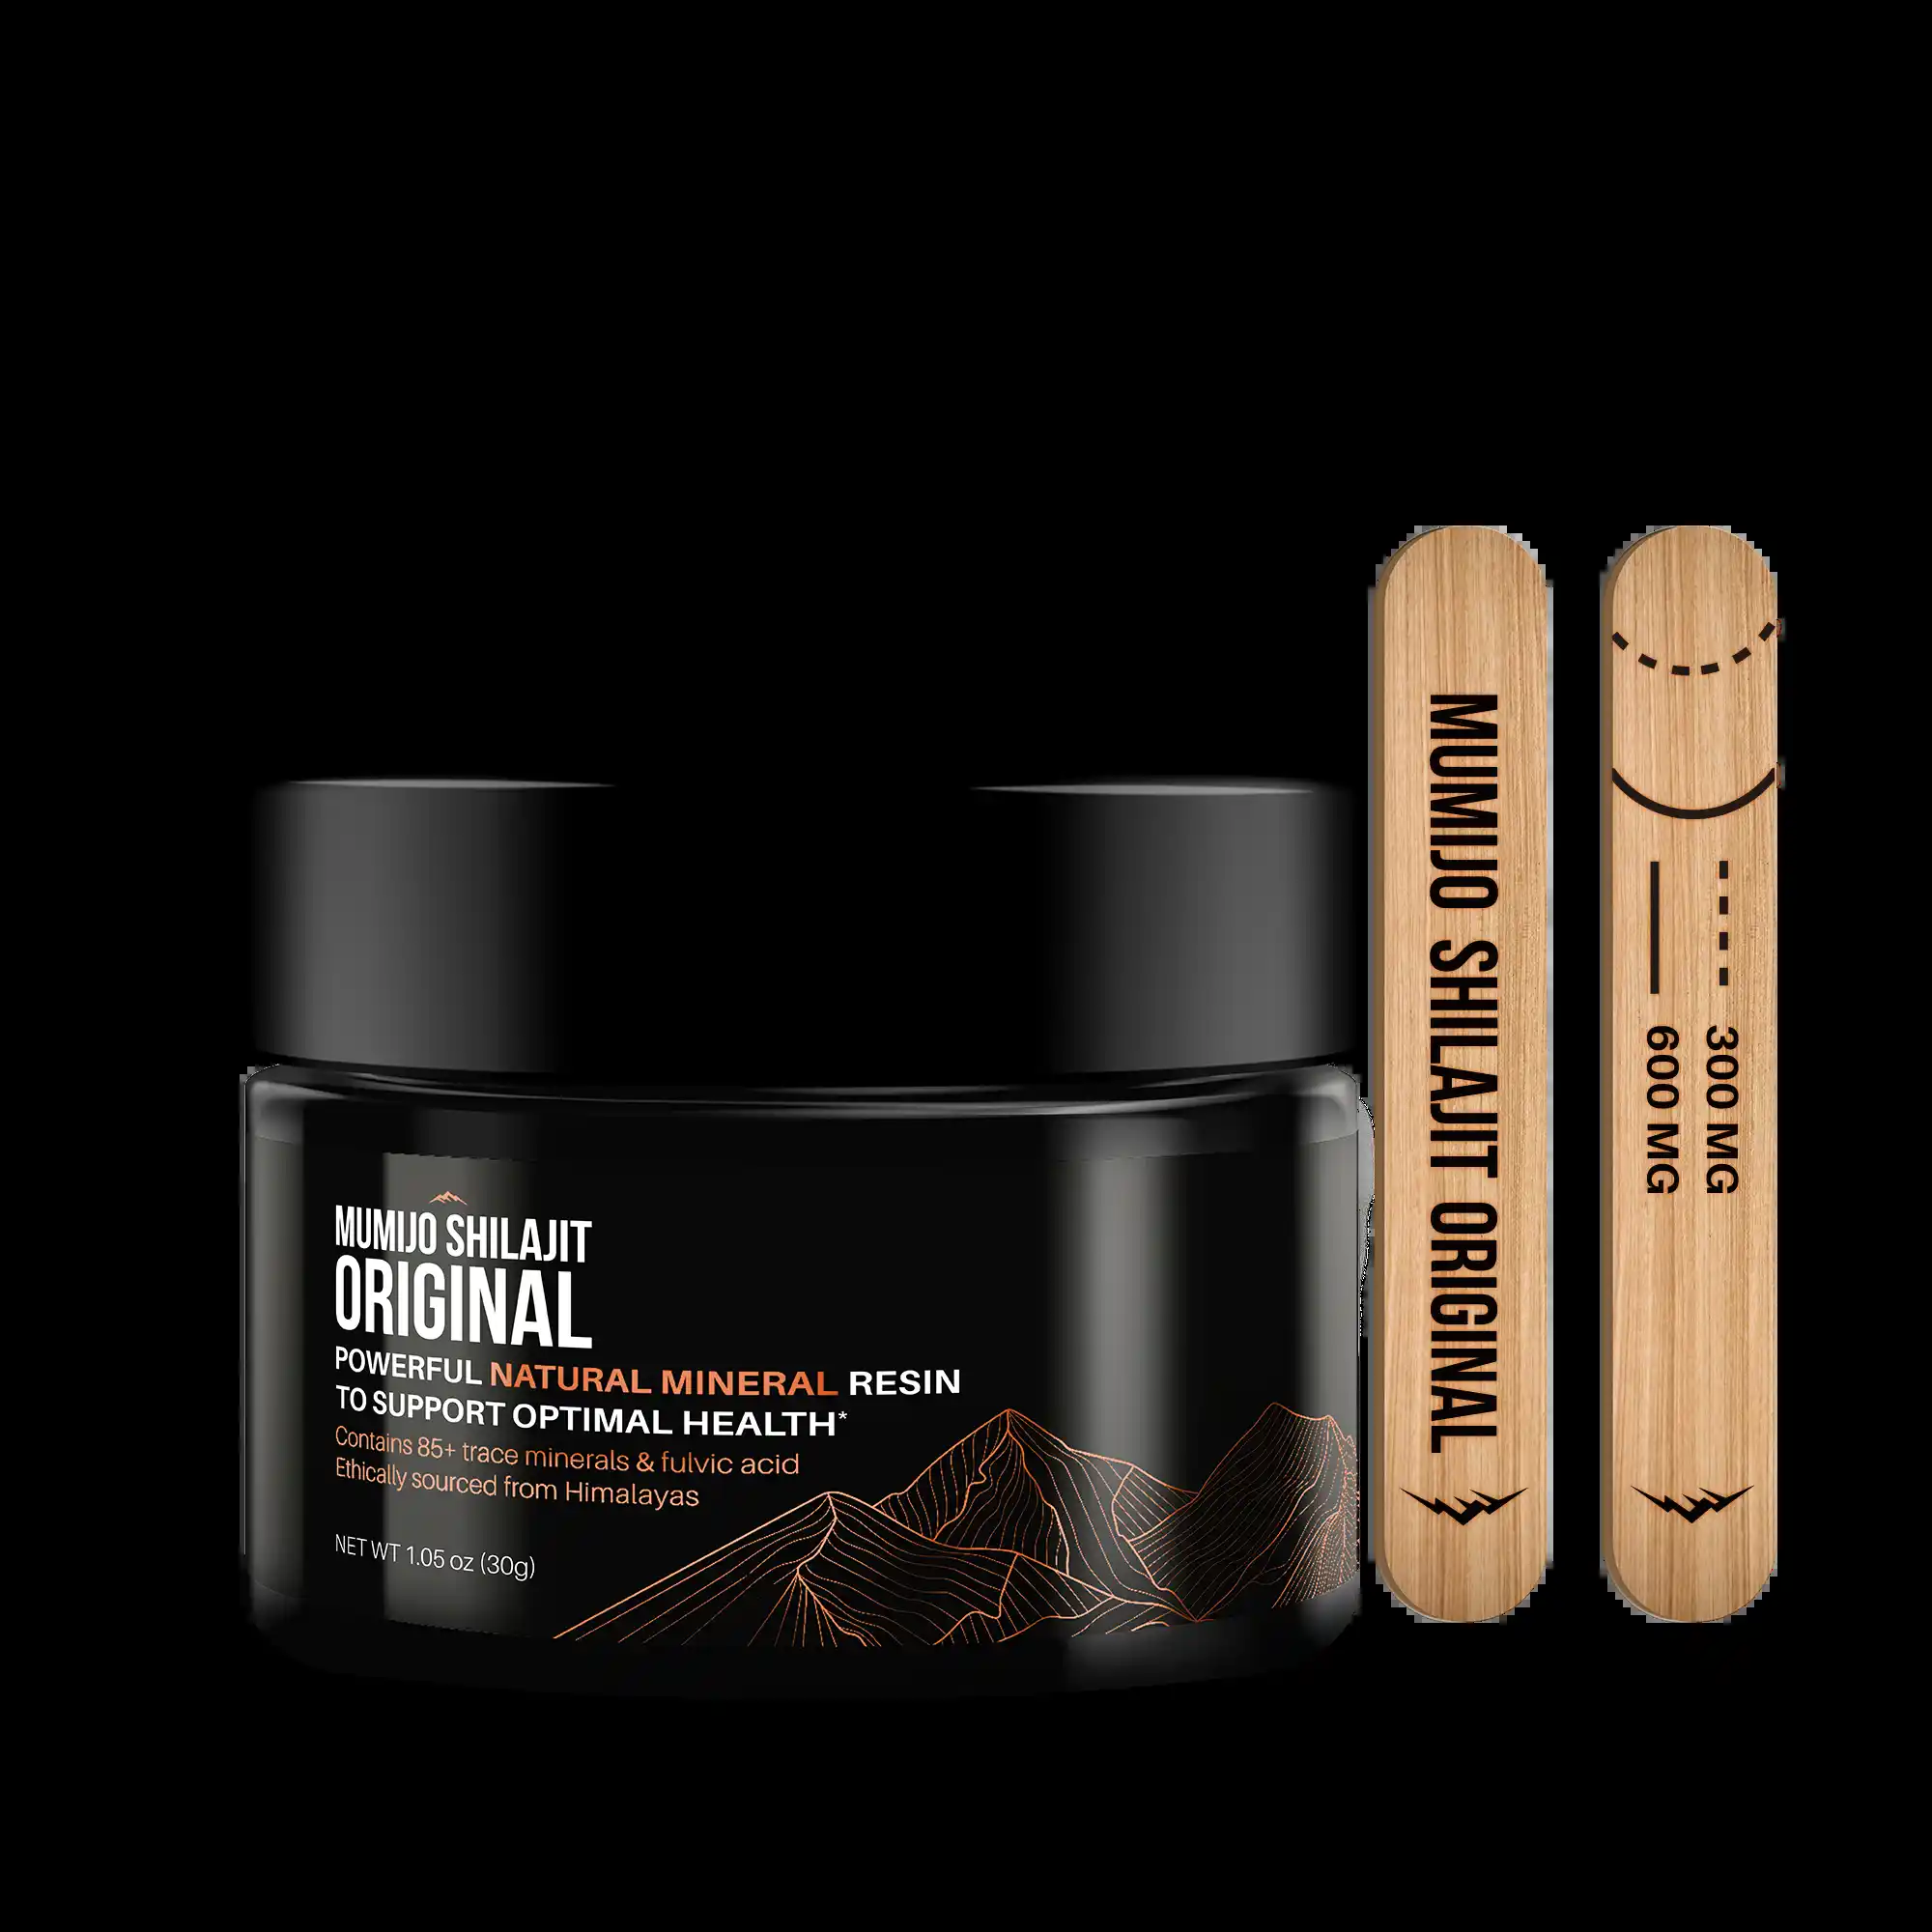 MUMIJO SHILAJIT
ORIGINAL
POWERFUL NATURAL MINERAL RESIN
TO SUPPORT OPTIMAL HEALTH*
Contains 85+ trace minerals & fulvic acid
Ethically sourced from Himalayas
NET WT 1.05 oz (30g)
MUMIJO SHILAJIT ORIGINAL
300 MG
600 MG